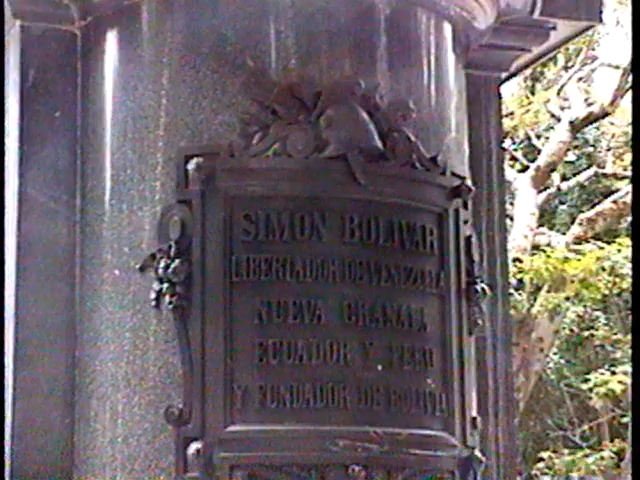 SIMON BOLIVAR
LIBERTADOR DE VENEZUELA
NUEVA GRANADA
ECUADOR Y PERU
Y FUNDADOR DE BOLIVIA